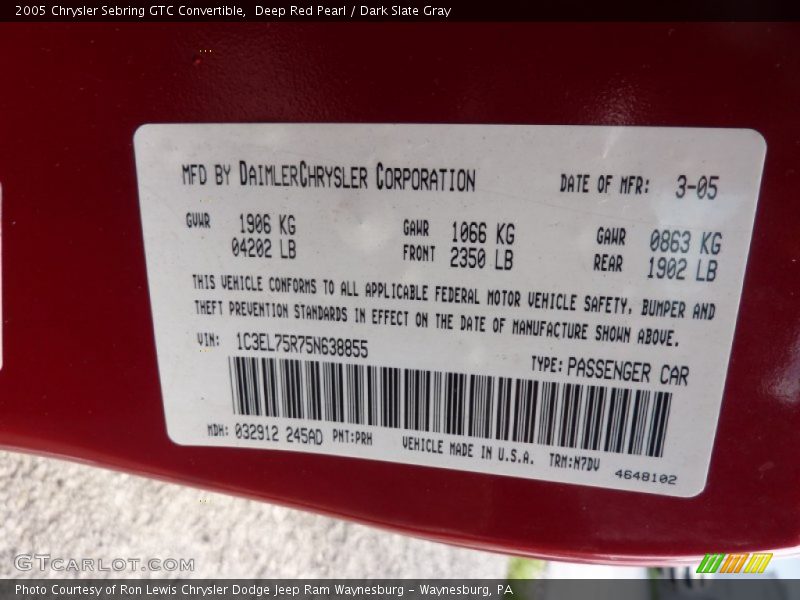 2005 Chrysler Sebring GTC Convertible, Deep Red Pearl / Dark Slate Gray
MFD BY DAIMLERCHRYSLER CORPORATION DATE OF MFR: 3-05
GVWR 1906 KG GAWR 1066 KG GAWR 0863 KG
04202 LB FRONT 2350 LB REAR 1902 LB
THIS VEHICLE CONFORMS TO ALL APPLICABLE FEDERAL MOTOR VEHICLE SAFETY, BUMPER AND
THEFT PREVENTION STANDARDS IN EFFECT ON THE DATE OF MANUFACTURE SHOWN ABOVE.
VIN: 1C3EL75R75N638855 TYPE: PASSENGER CAR
MDH: 032912 245AD PNT:PRH VEHICLE MADE IN U.S.A. TRM:N7DV
4648102
GTCARLOT.COM
Photo Courtesy of Ron Lewis Chrysler Dodge Jeep Ram Waynesburg - Waynesburg, PA